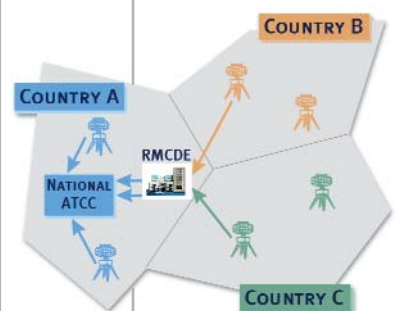 COUNTRY B
COUNTRY A
RMCDE
NATIONAL
ATCC
COUNTRY C